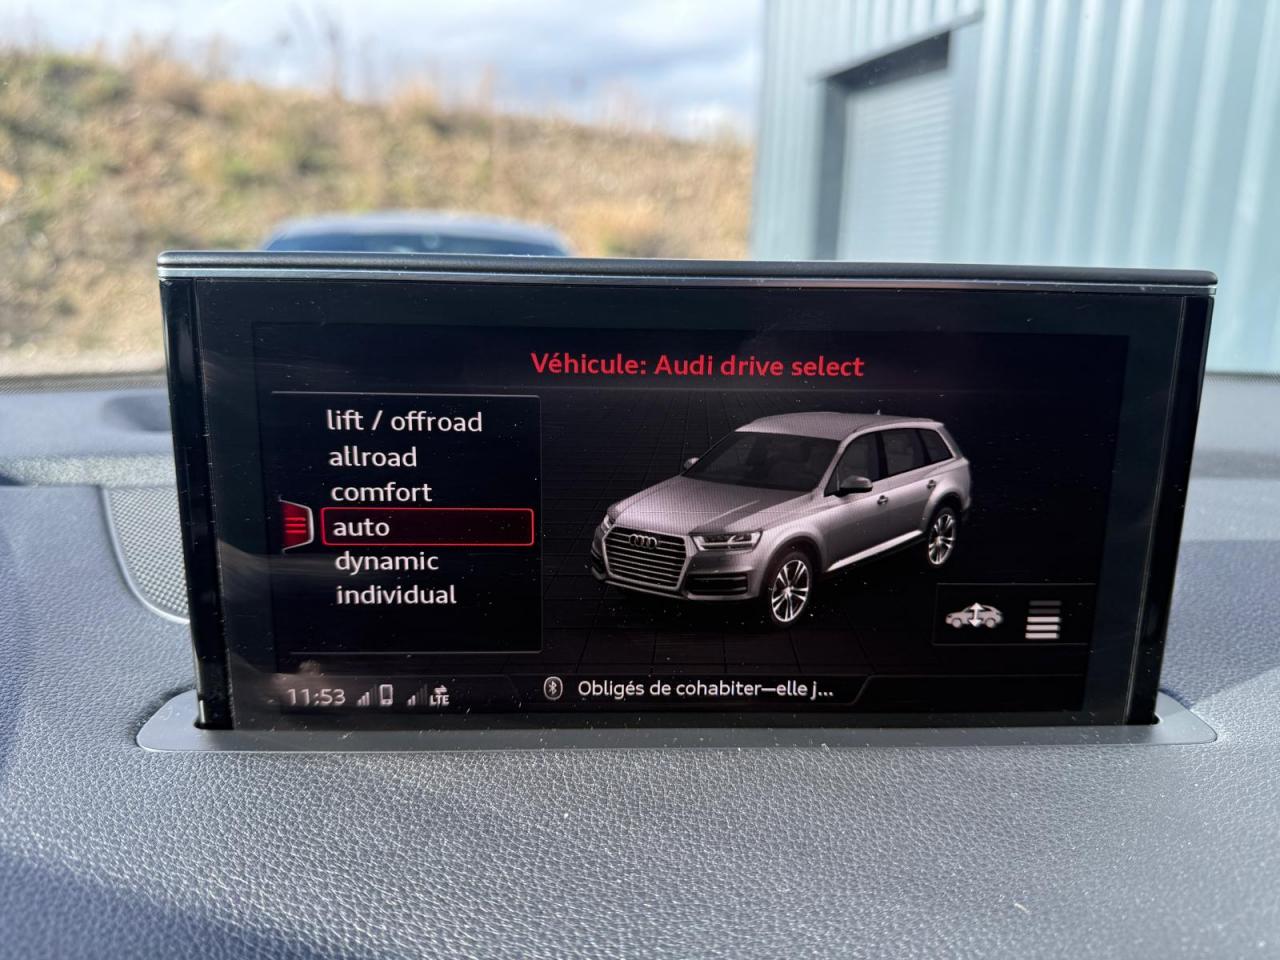 Véhicule: Audi drive select
lift / offroad
allroad
comfort
auto
dynamic
individual
11:53 LTE
Obligés de cohabiter—elle j...